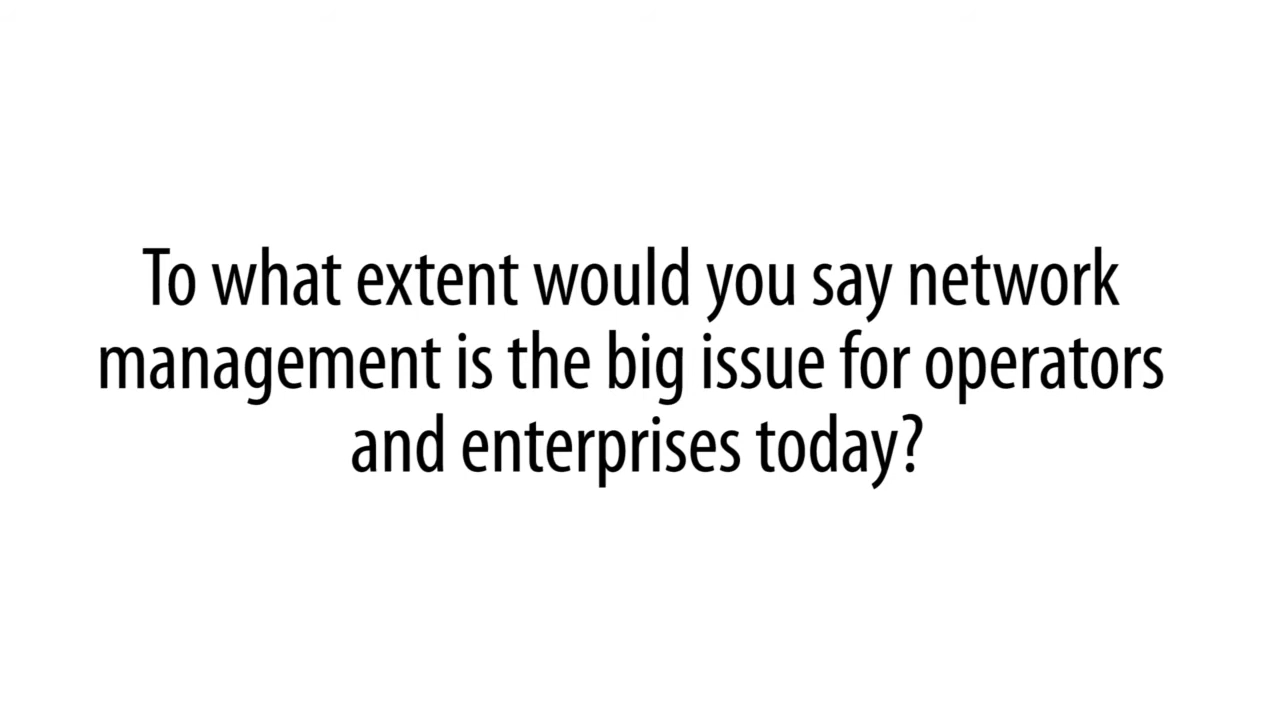 To what extent would you say network
management is the big issue for operators
and enterprises today?